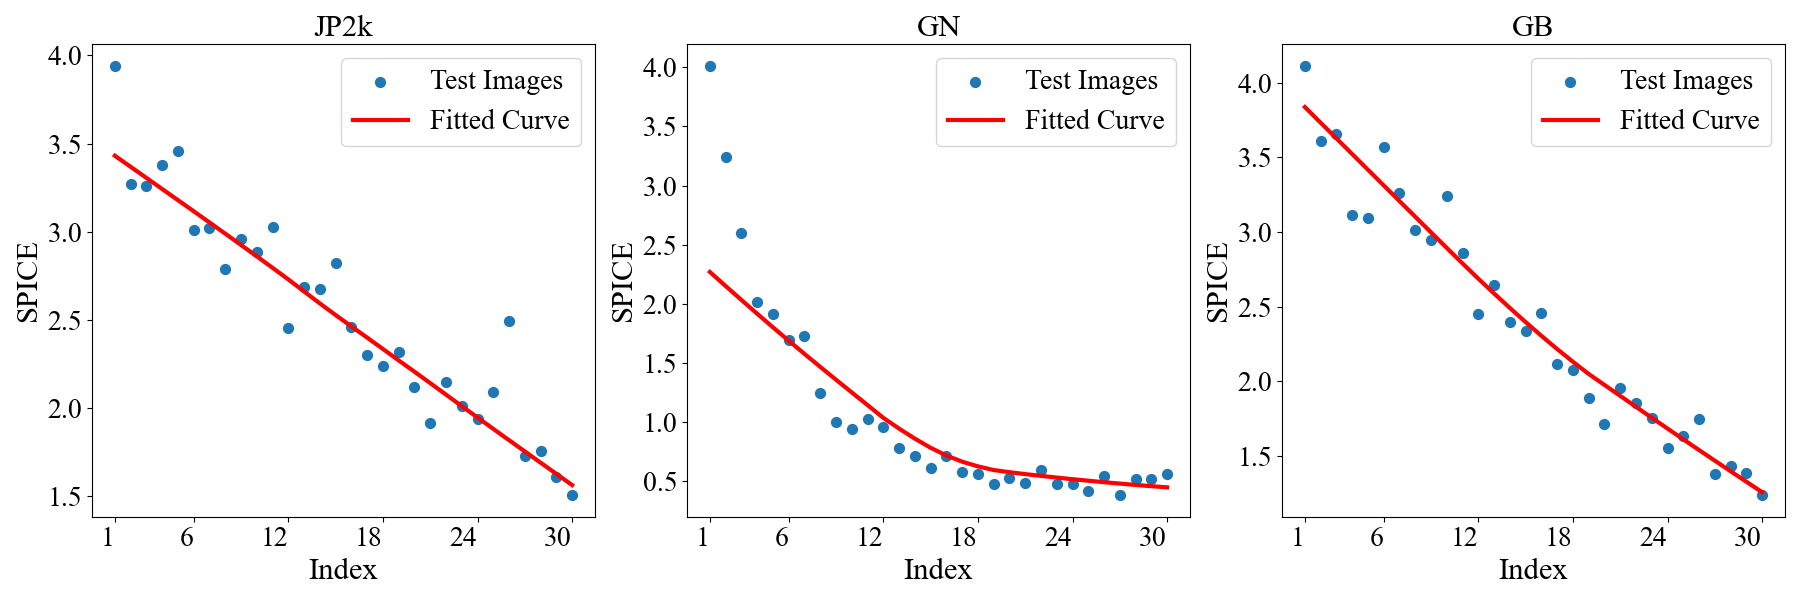 JP2k
4.0
3.5
3.0
2.5
2.0
1.5
SPICE
Test Images
Fitted Curve
1 6 12 18 24 30
Index
GN
4.0
3.5
3.0
2.5
2.0
1.5
1.0
0.5
SPICE
Test Images
Fitted Curve
1 6 12 18 24 30
Index
GB
4.0
3.5
3.0
2.5
2.0
1.5
SPICE
Test Images
Fitted Curve
1 6 12 18 24 30
Index